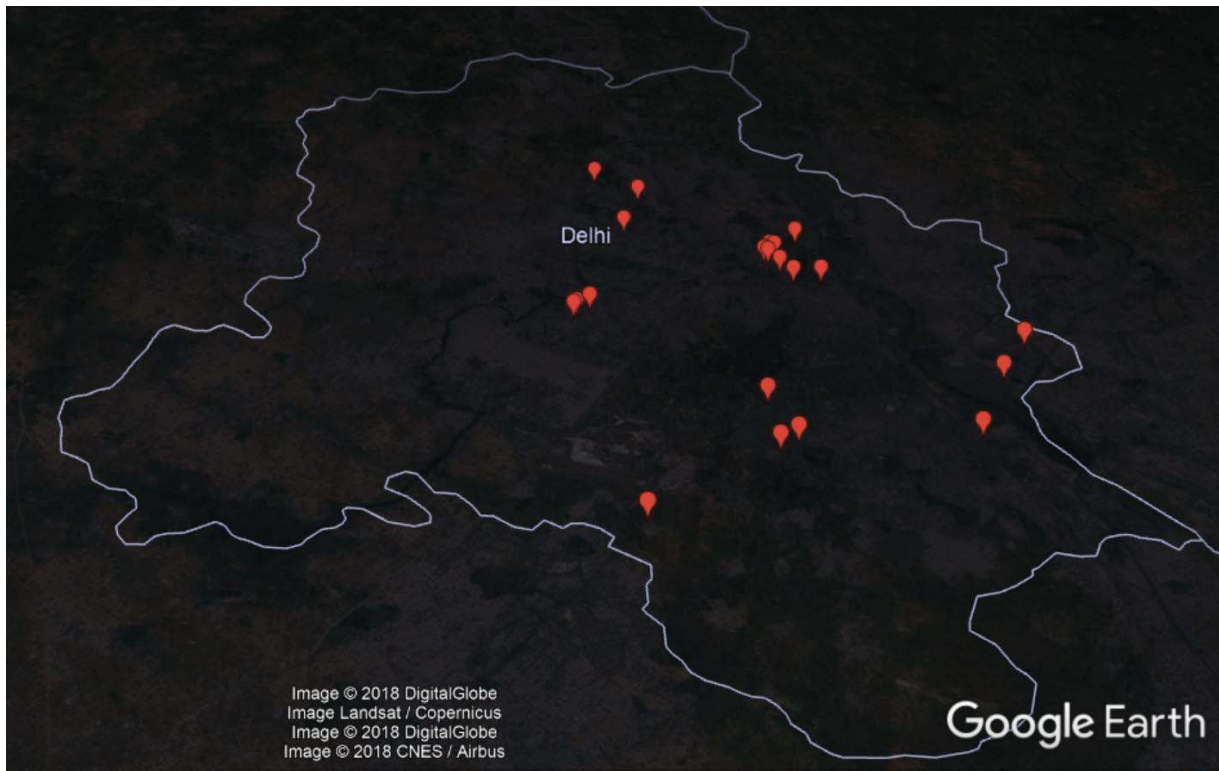 Delhi
Image © 2018 DigitalGlobe
Image Landsat / Copernicus
Image © 2018 DigitalGlobe
Image © 2018 CNES / Airbus
Google Earth